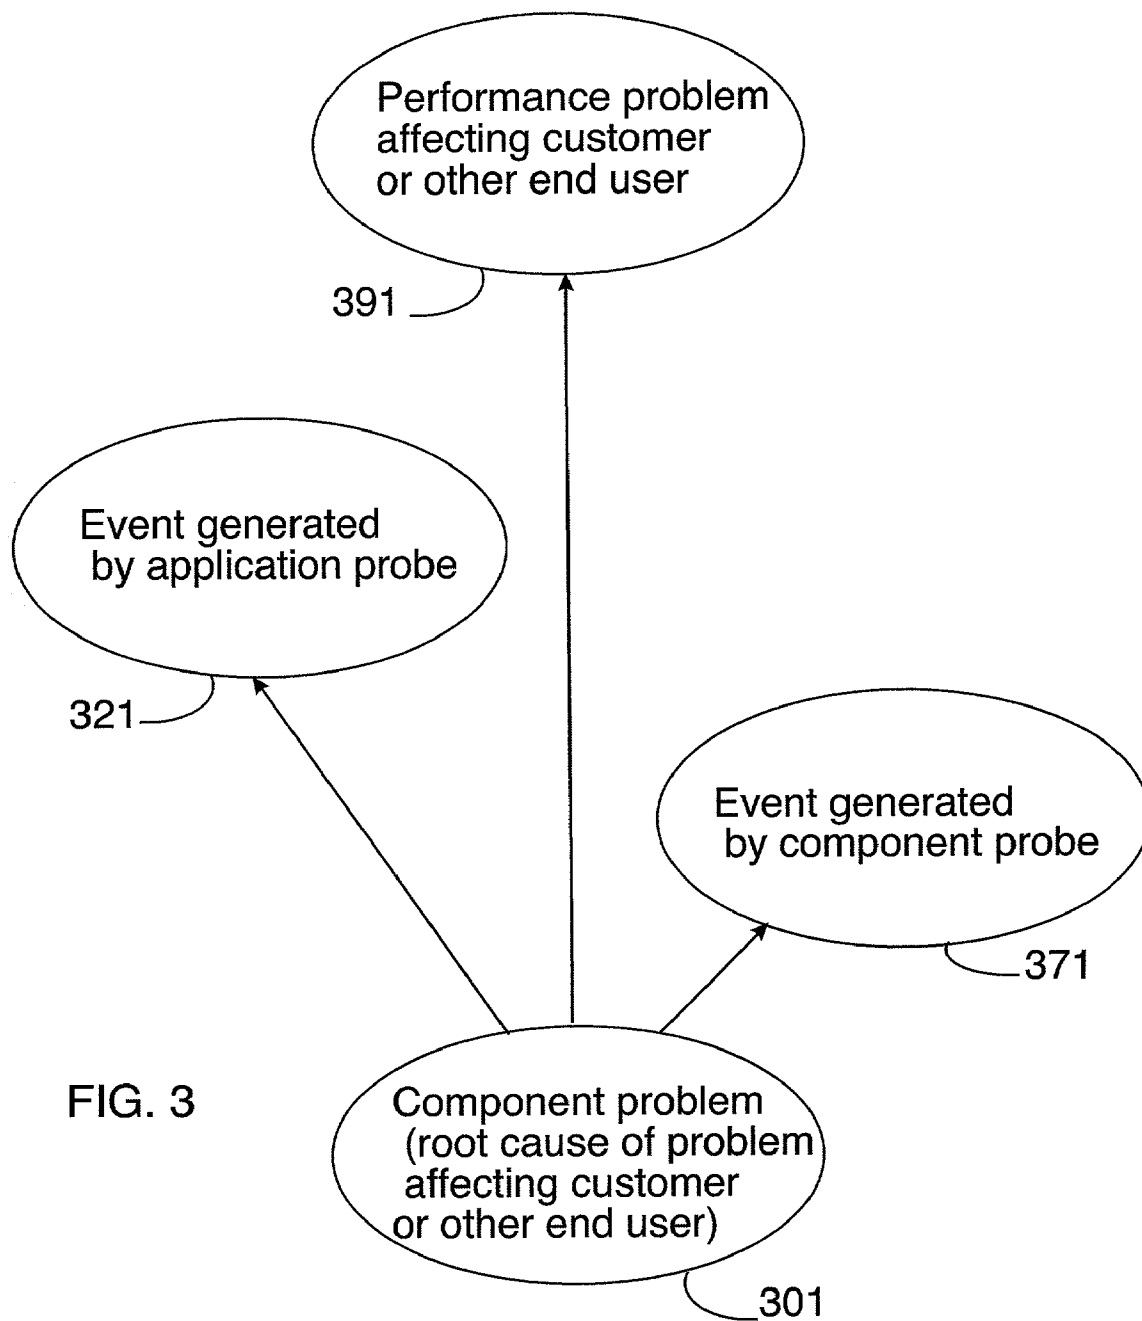 Performance problem
affecting customer
or other end user
391
Event generated
by application probe
321
Event generated
by component probe
371
FIG. 3
Component problem
(root cause of problem
affecting customer
or other end user)
301